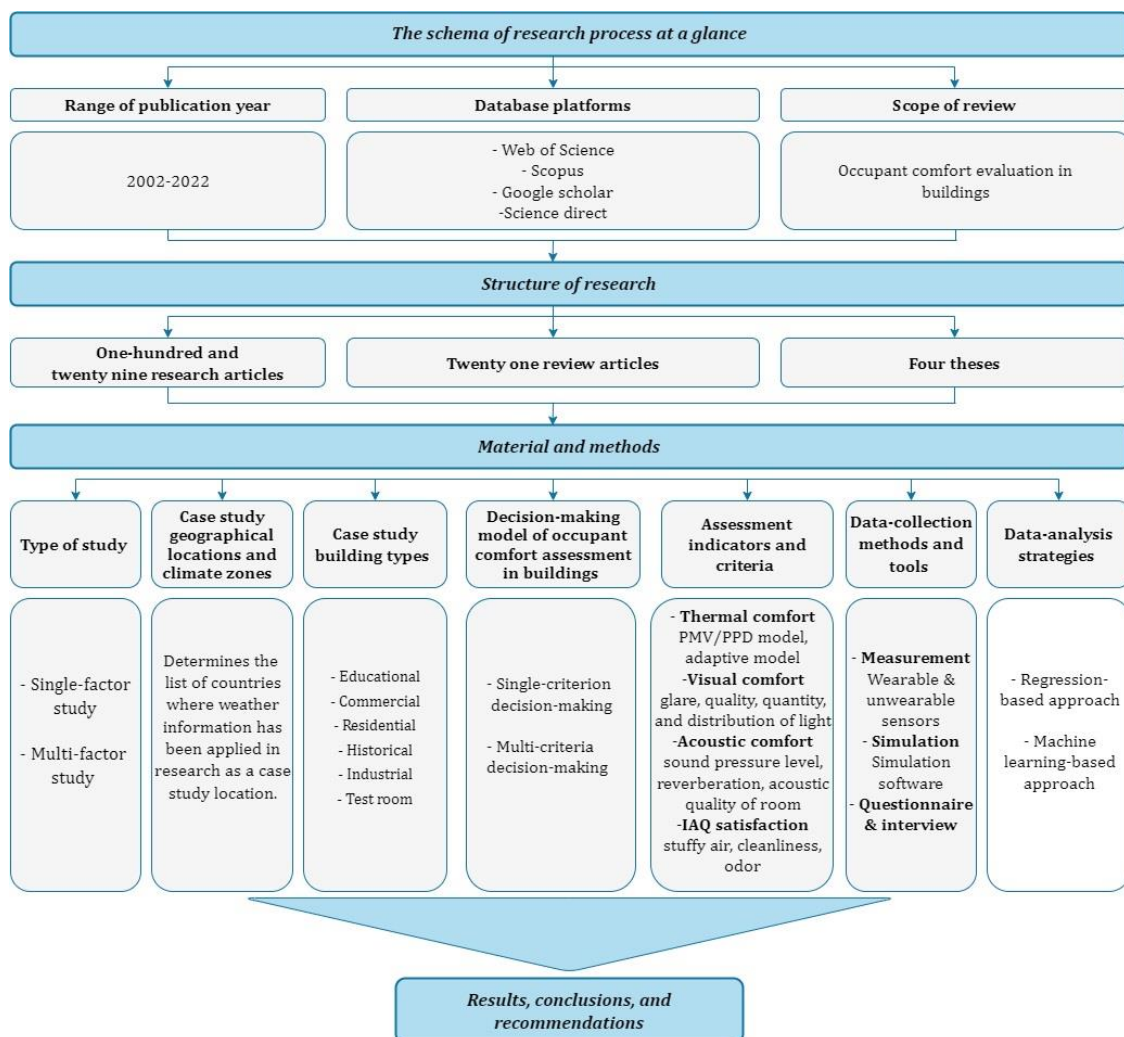 The schema of research process at a glance
Range of publication year
Database platforms
Scope of review
2002-2022
- Web of Science
- Scopus
- Google scholar
-Science direct
Occupant comfort evaluation in
buildings
Structure of research
One-hundred and
twenty nine research articles
Twenty one review articles
Four theses
Material and methods
Type of study
Case study
geographical
locations and
climate zones
Case study
building types
Decision-making
model of occupant
comfort assessment
in buildings
Assessment
indicators and
criteria
Data-collection
methods and
tools
Data-analysis
strategies
- Single-factor
study
- Multi-factor
study
Determines the
list of countries
where weather
information has
been applied in
research as a case
study location.
- Educational
- Commercial
- Residential
- Historical
- Industrial
- Test room
- Single-criterion
decision-making
- Multi-criteria
decision-making
- Thermal comfort
PMV/PPD model,
adaptive model
-Visual comfort
glare, quality, quantity,
and distribution of light
-Acoustic comfort
sound pressure level,
reverberation, acoustic
quality of room
-IAQ satisfaction
stuffy air, cleanliness,
odor
- Measurement
Wearable &
unwearable
sensors
- Simulation
Simulation
software
- Questionnaire
& interview
- Regression-
based approach
- Machine
learning-based
approach
Results, conclusions, and
recommendations